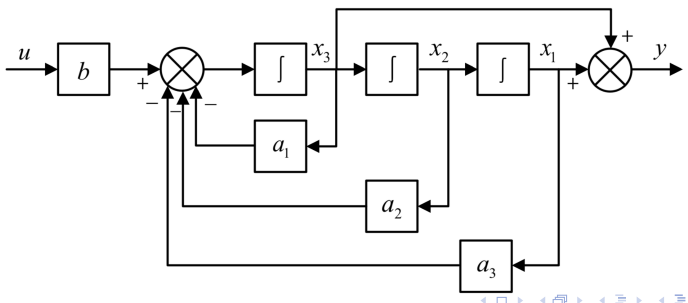 u
b
+
−
−
−
∫
x₃
∫
x₂
∫
x₁
+
+
y
a₁
a₂
a₃